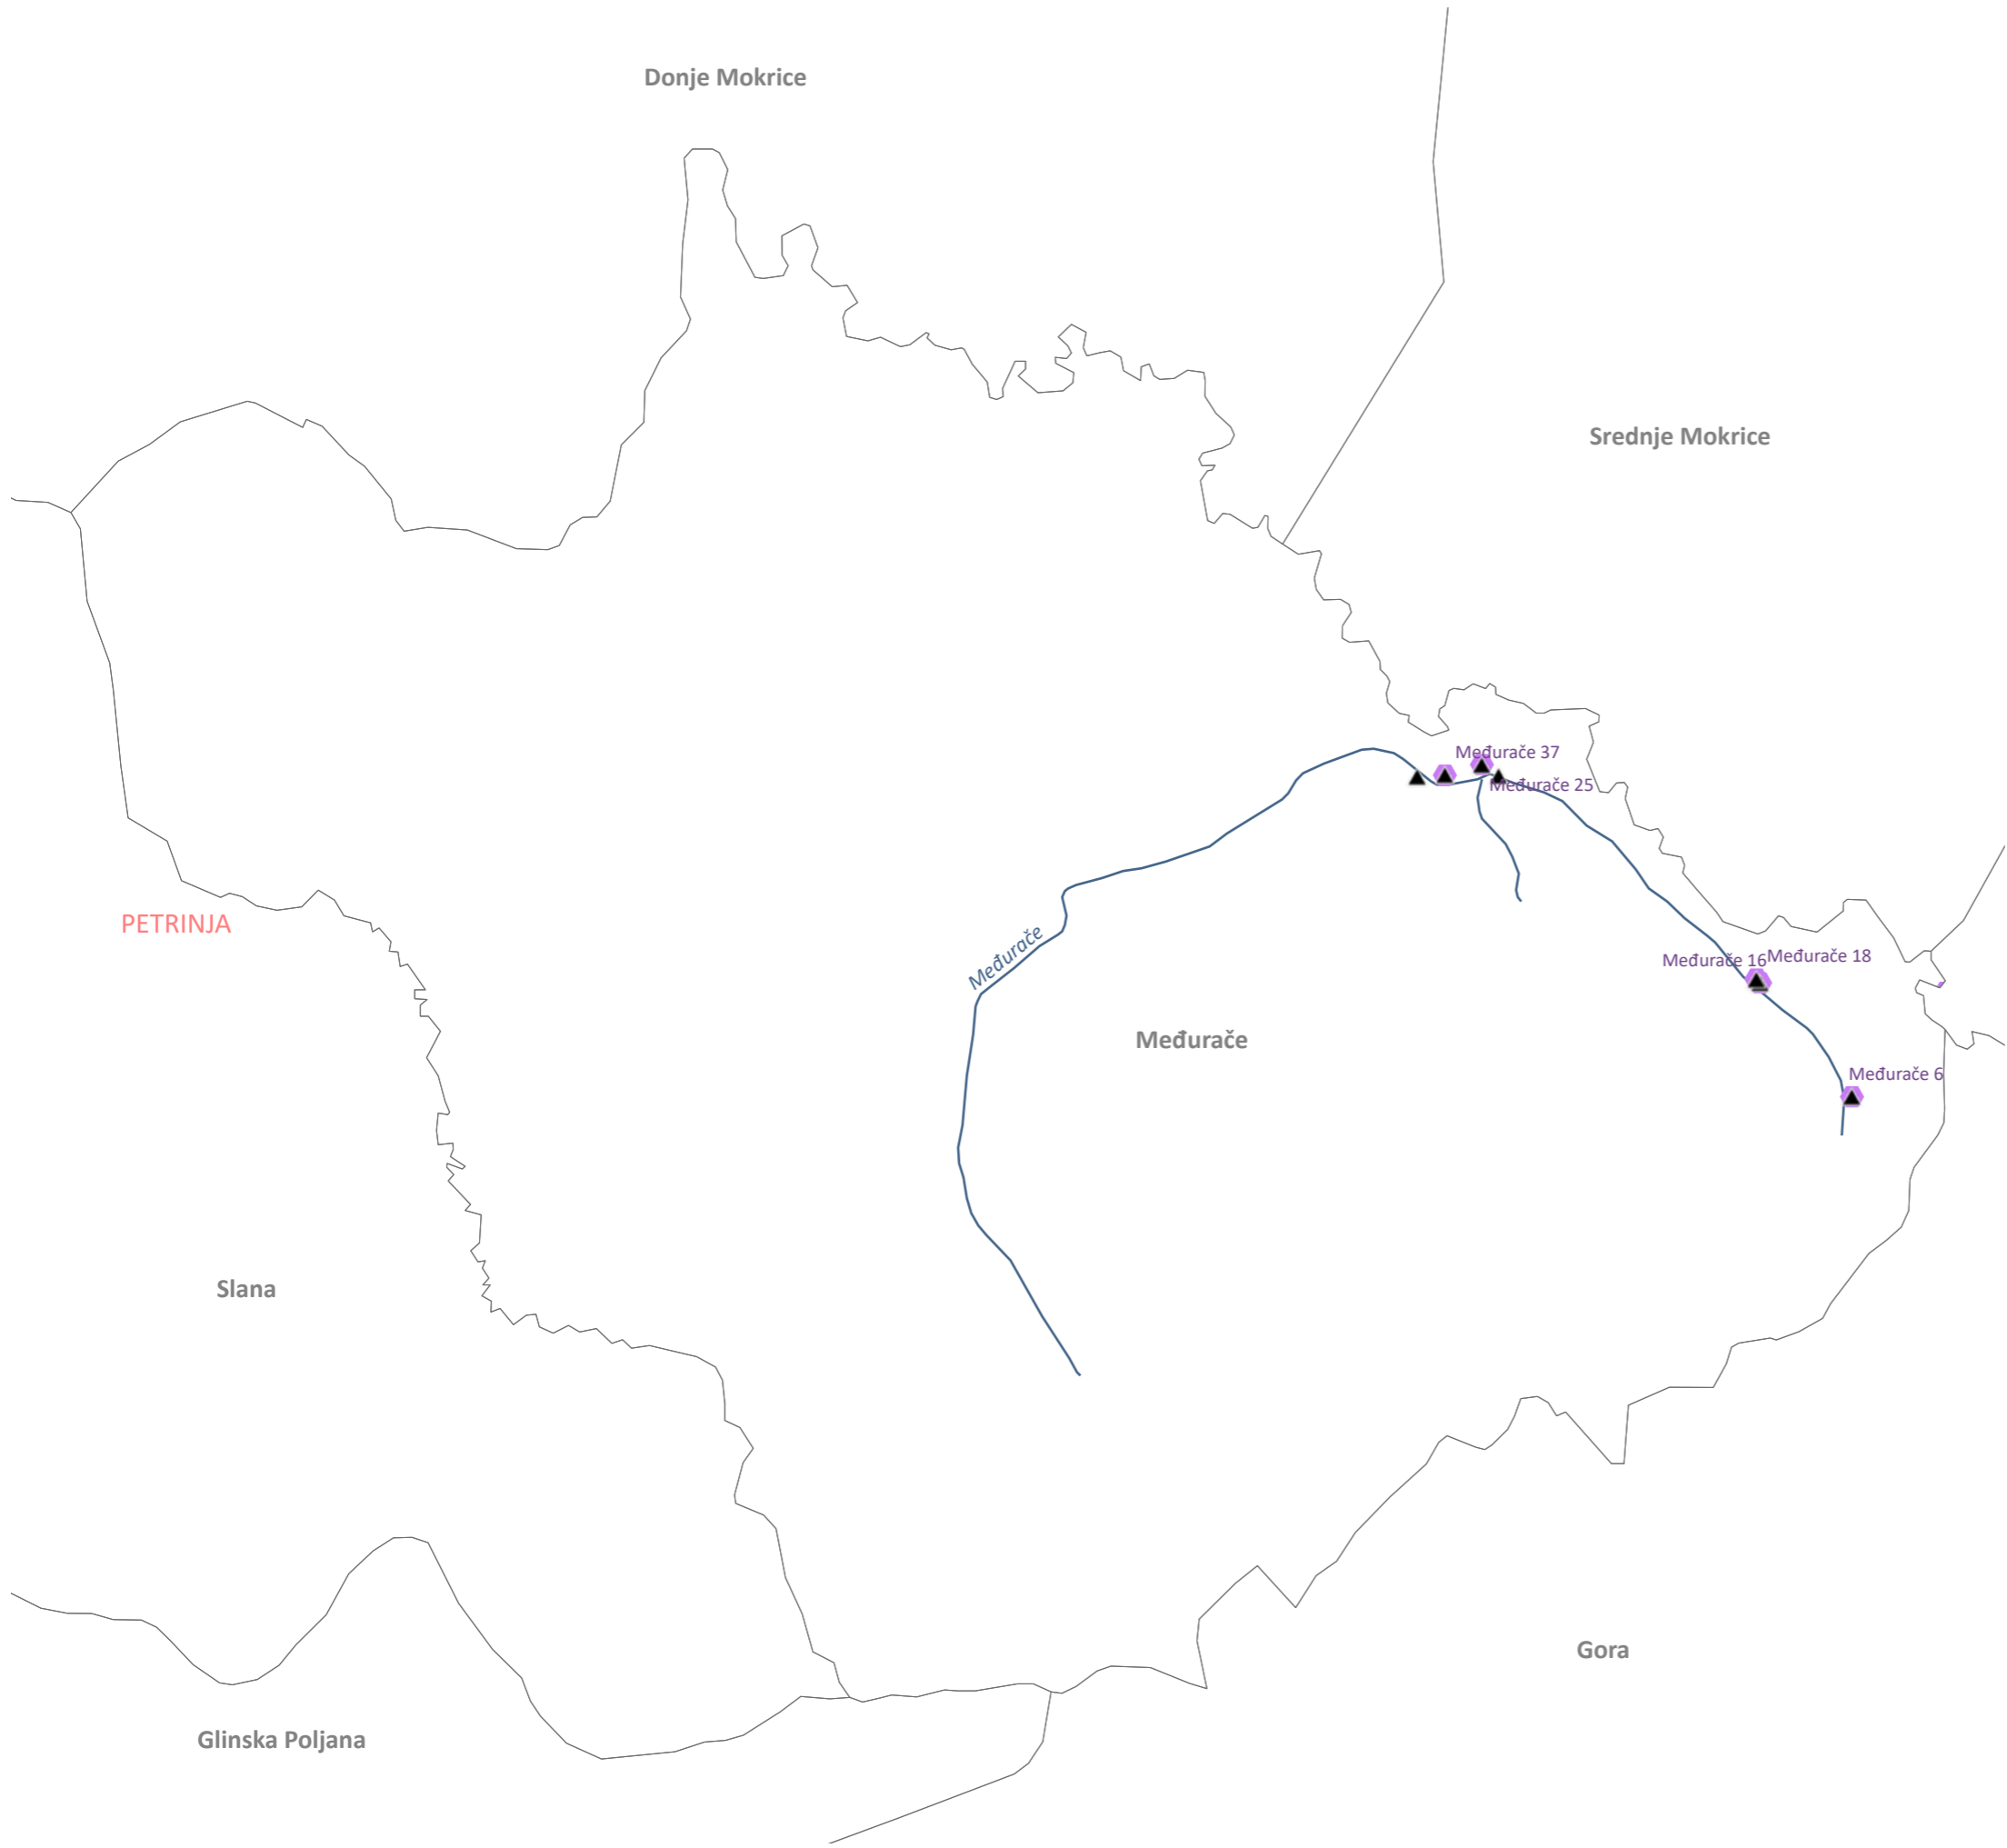 Donje Mokrice
Srednje Mokrice
Međurače 37
Međurače 25
PETRINJA
Međurače
Međurače 16
Međurače 18
Međurače
Međurače 6
Slana
Gora
Glinska Poljana